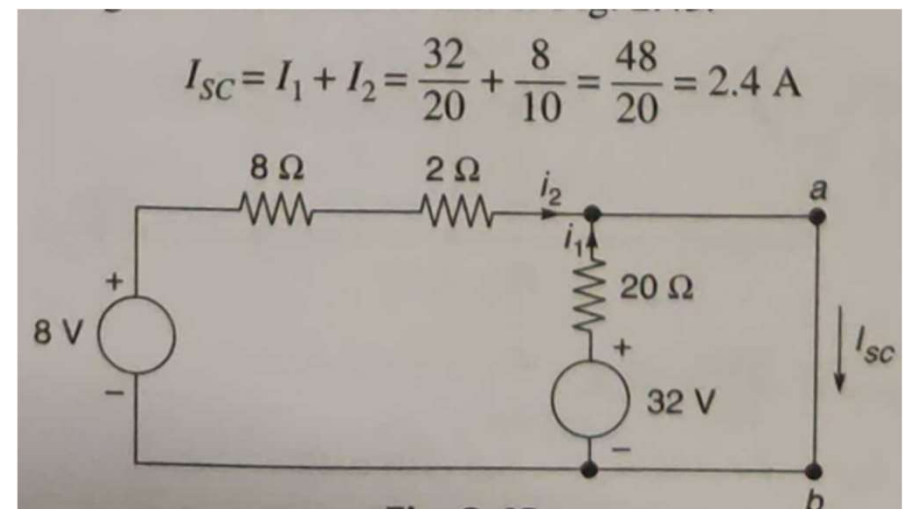 I_SC = I_1 + I_2 = 32/20 + 8/10 = 48/20 = 2.4 A
8 Ω 2 Ω i_2 a
i_1
+ 20 Ω
8 V + I_sc
− 32 V
−
b